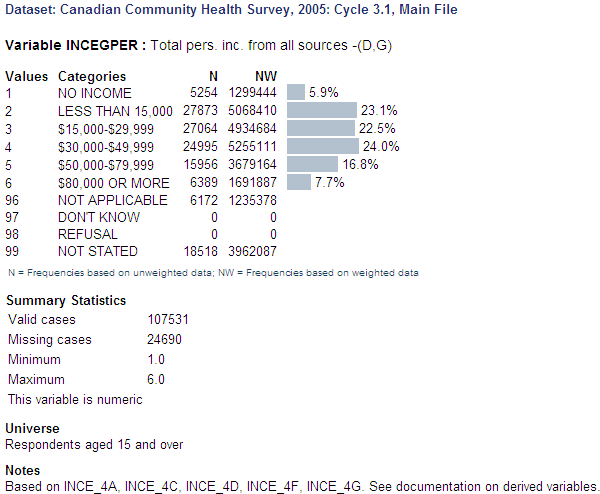 Dataset: Canadian Community Health Survey, 2005: Cycle 3.1, Main File
Variable INCEGPER : Total pers. inc. from all sources -(D,G)
Values Categories N NW
1 NO INCOME 5254 1299444 5.9%
2 LESS THAN 15,000 27873 5068410 23.1%
3 $15,000-$29,999 27064 4934684 22.5%
4 $30,000-$49,999 24995 5255111 24.0%
5 $50,000-$79,999 15956 3679164 16.8%
6 $80,000 OR MORE 6389 1691887 7.7%
96 NOT APPLICABLE 6172 1235378
97 DON'T KNOW 0 0
98 REFUSAL 0 0
99 NOT STATED 18518 3962087
N = Frequencies based on unweighted data; NW = Frequencies based on weighted data
Summary Statistics
Valid cases 107531
Missing cases 24690
Minimum 1.0
Maximum 6.0
This variable is numeric
Universe
Respondents aged 15 and over
Notes
Based on INCE_4A, INCE_4C, INCE_4D, INCE_4F, INCE_4G. See documentation on derived variables.